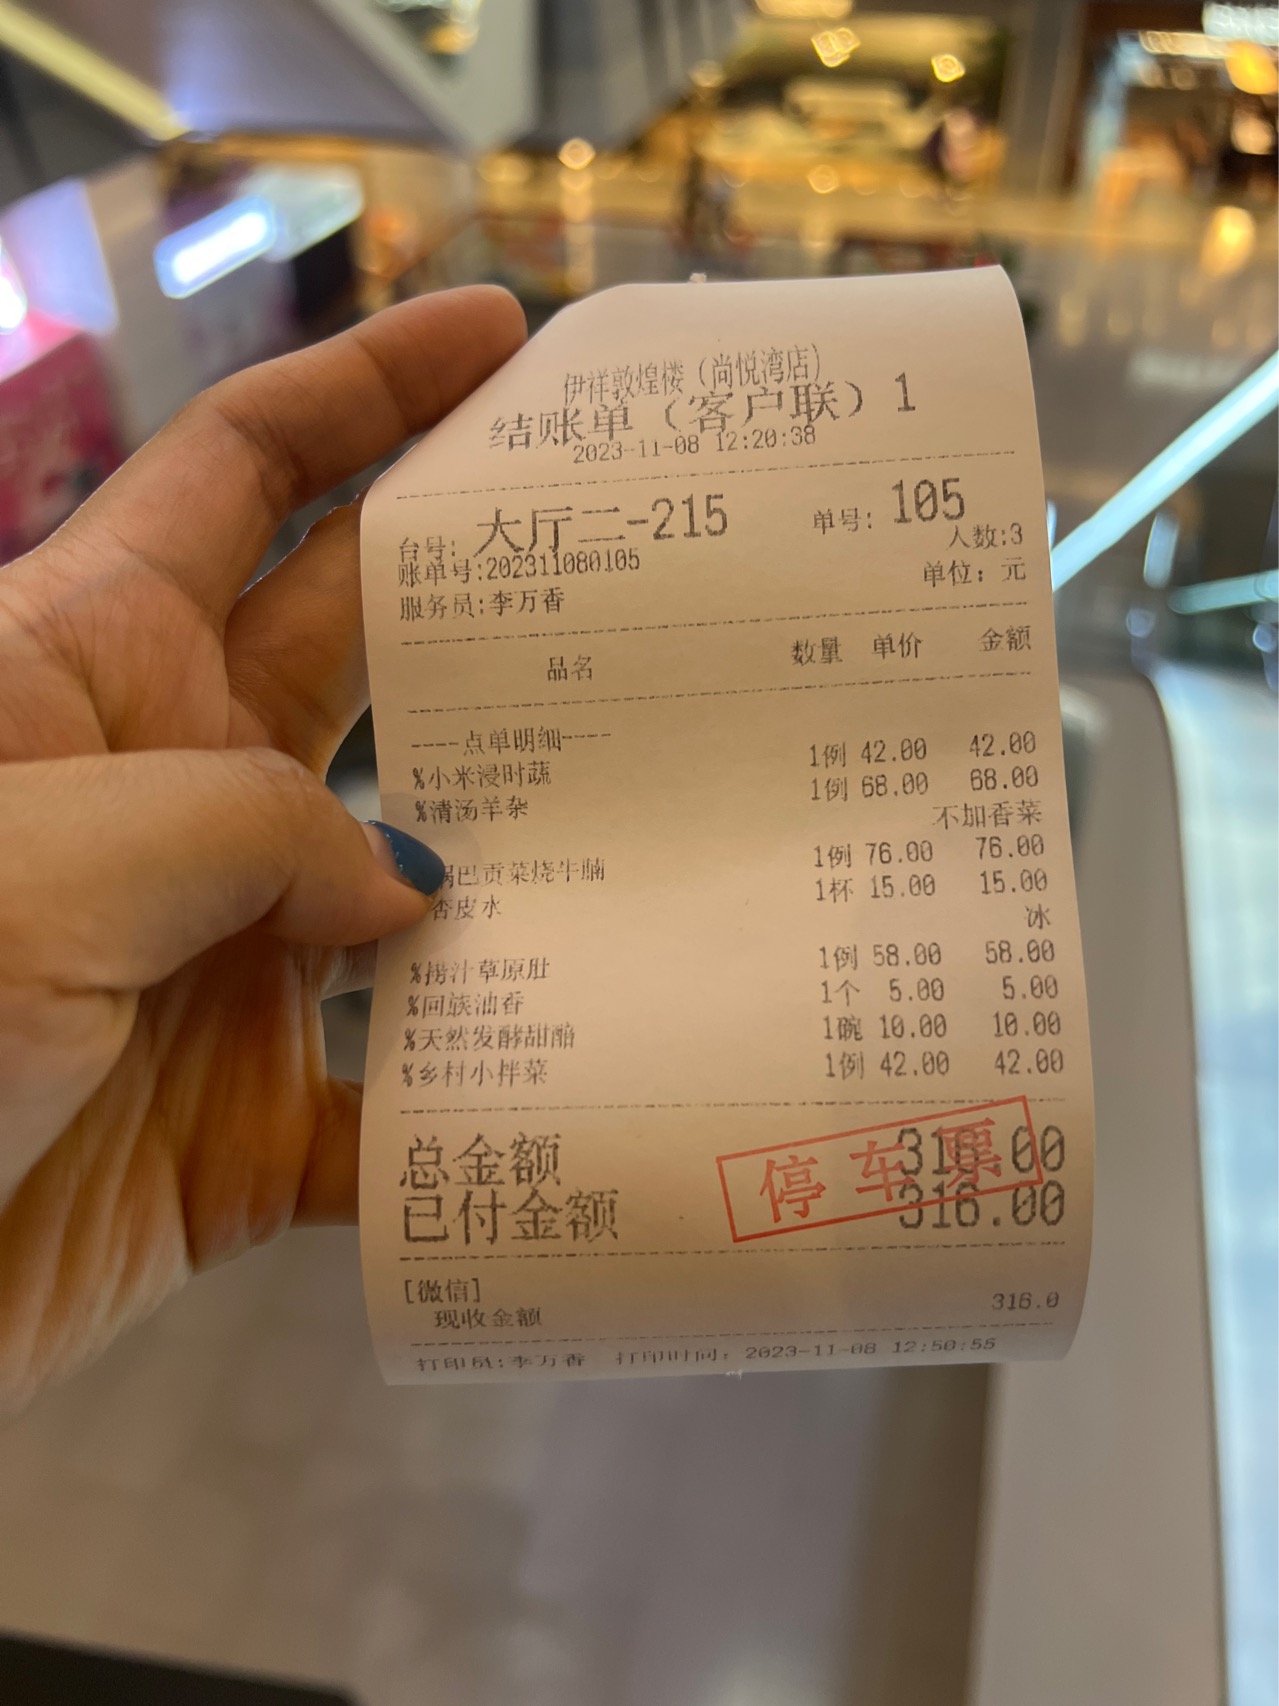 伊祥敦煌楼（尚悦湾店）
结账单（客户联）1
2023-11-08 12:20:38
台号: 大厅二-215 单号: 105
人数:3
账单号:202311080105
单位: 元
服务员:李万香
品名 数量 单价 金额
----点单明细----
%小米浸时蔬 1例 42.00 42.00
%清汤羊杂 1例 68.00 68.00
不加香菜
锅巴贡菜烧牛腩 1例 76.00 76.00
杏皮水 1杯 15.00 15.00
冰
%捞汁草原肚 1例 58.00 58.00
%回族油香 1个 5.00 5.00
%天然发酵甜醅 1碗 10.00 10.00
%乡村小拌菜 1例 42.00 42.00
总金额 316.00
停车票
已付金额 316.00
[微信]
现收金额 316.0
打印员:李万香 打印时间: 2023-11-08 12:50:55